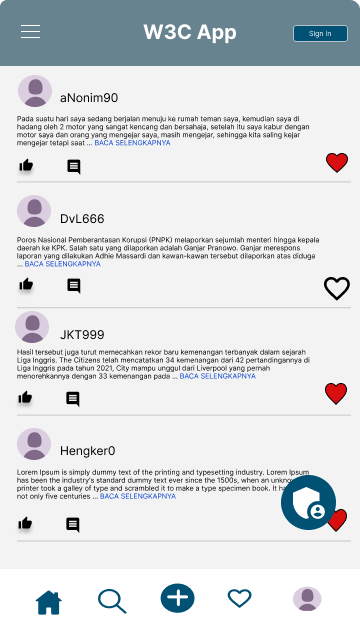 W3C App
Sign In
aNonim90
Pada suatu hari saya sedang berjalan menuju ke rumah teman saya, kemudian saya di
hadang oleh 2 motor yang sangat kencang dan bersahaja, setelah itu saya kabur dengan
motor saya dan orang yang mengejar saya, masih mengejar, sehingga kita saling kejar
mengejar tetapi saat ... BACA SELENGKAPNYA
DvL666
Poros Nasional Pemberantasan Korupsi (PNPK) melaporkan sejumlah menteri hingga kepala
daerah ke KPK. Salah satu yang dilaporkan adalah Ganjar Pranowo. Ganjar merespons
laporan yang dilakukan Adhie Massardi dan kawan-kawan tersebut dilaporkan atas diduga
... BACA SELENGKAPNYA
JKT999
Hasil tersebut juga turut memecahkan rekor baru kemenangan terbanyak dalam sejarah
Liga Inggris. The Citizens telah mencatatkan 34 kemenangan dari 42 pertandingannya di
Liga Inggris pada tahun 2021, City mampu unggul dari Liverpool yang pernah
menorehkannya dengan 33 kemenangan pada ... BACA SELENGKAPNYA
Hengker0
Lorem Ipsum is simply dummy text of the printing and typesetting industry. Lorem Ipsum
has been the industry's standard dummy text ever since the 1500s, when an unknow
printer took a galley of type and scrambled it to make a type specimen book. It ha
not only five centuries ... BACA SELENGKAPNYA